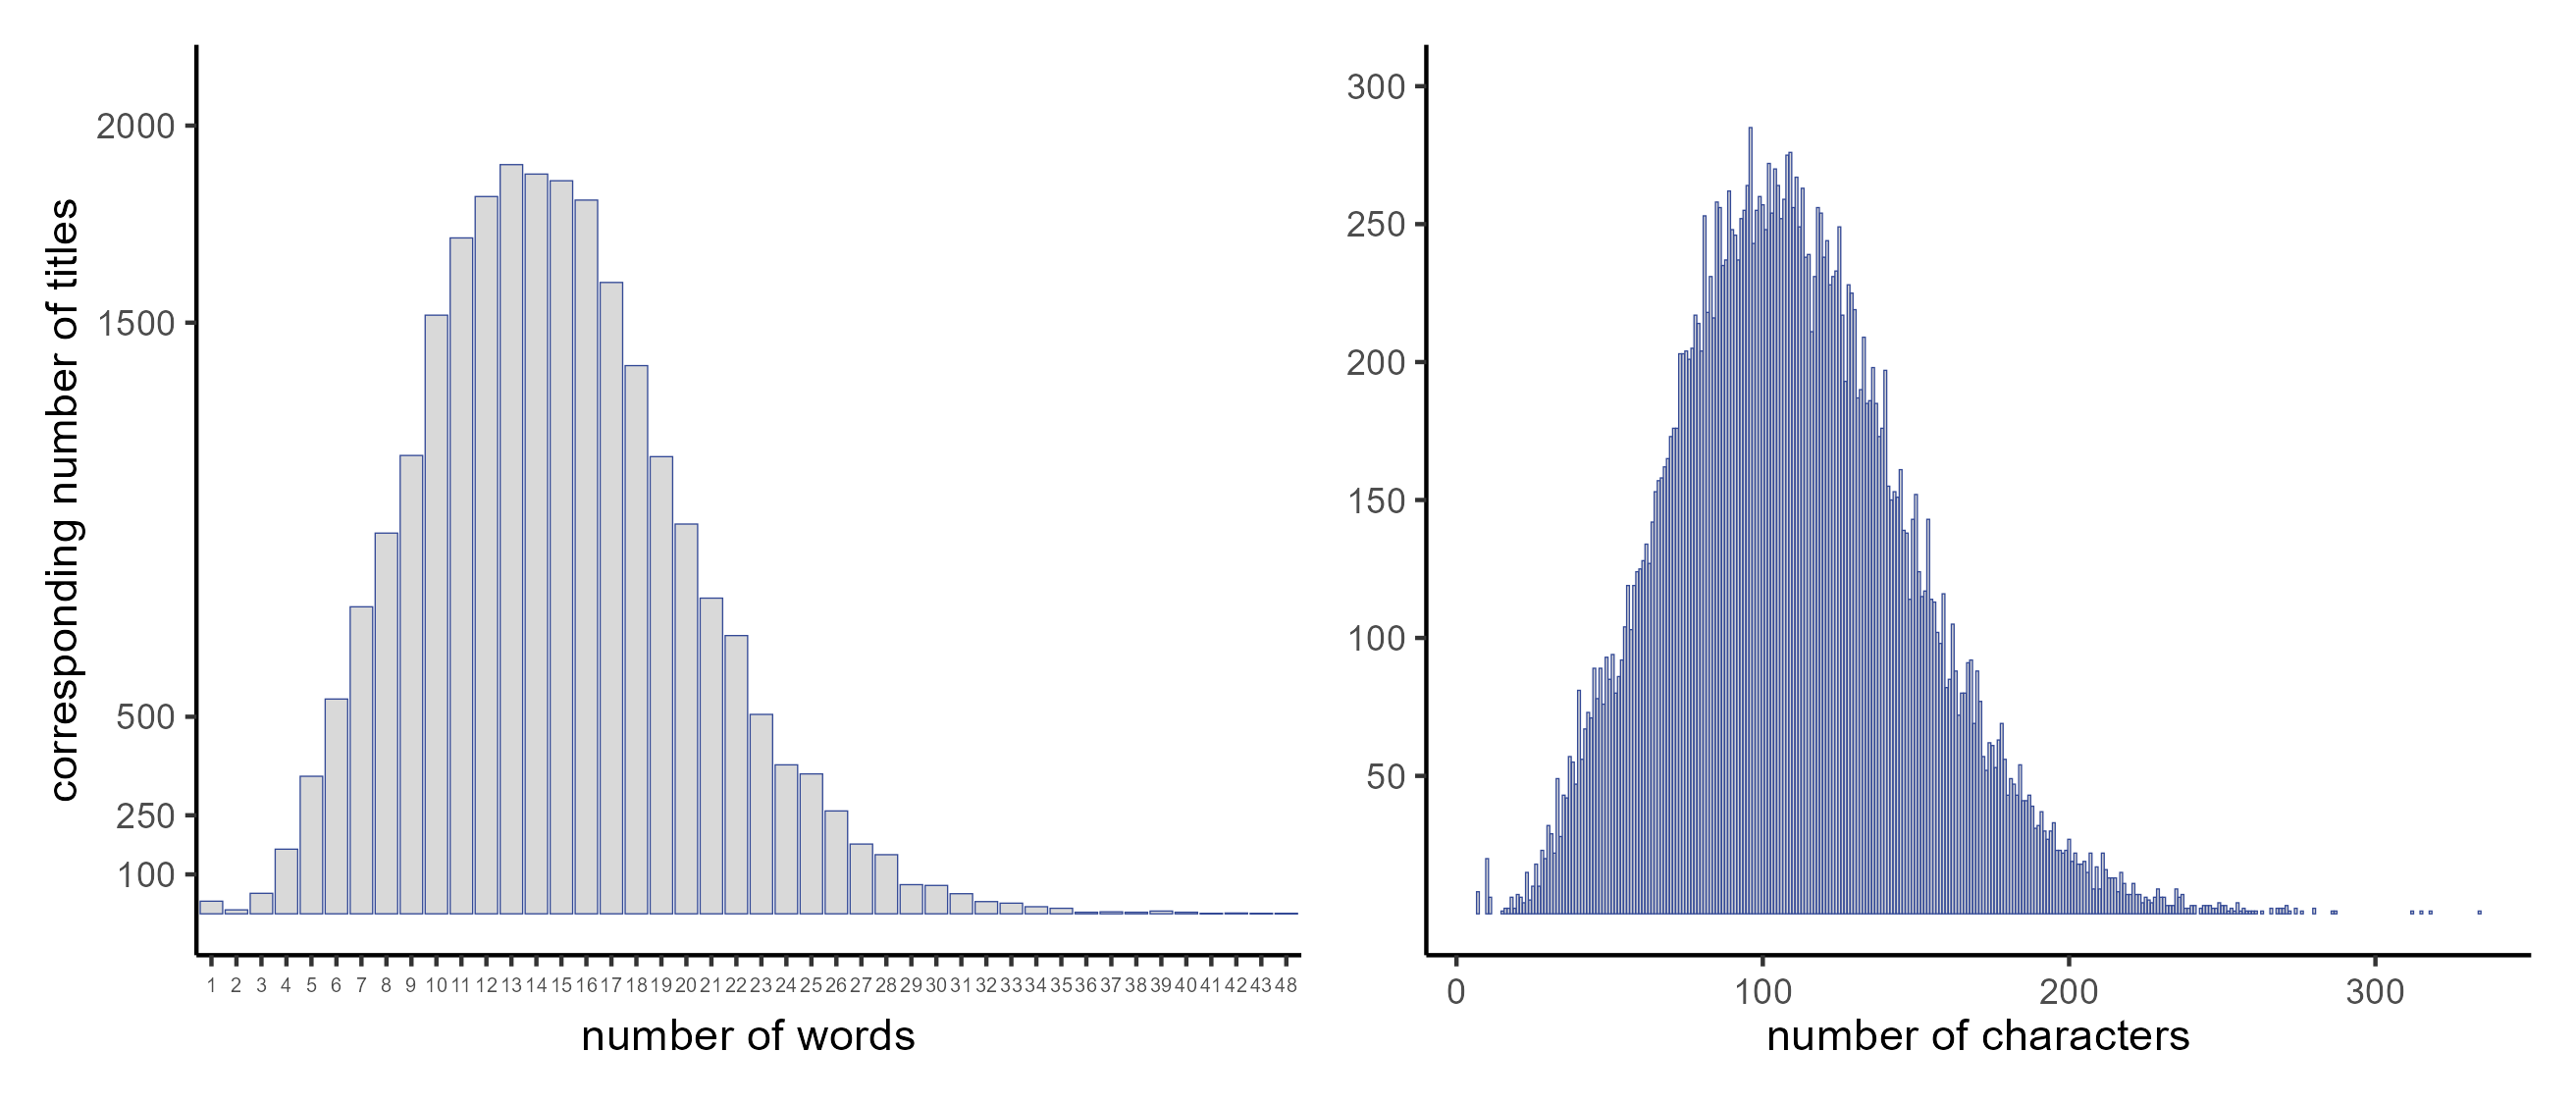 corresponding number of titles
2000
1500
500
250
100
1 2 3 4 5 6 7 8 9 10 11 12 13 14 15 16 17 18 19 20 21 22 23 24 25 26 27 28 29 30 31 32 33 34 35 36 37 38 39 40 41 42 43 48
number of words
300
250
200
150
100
50
0 100 200 300
number of characters